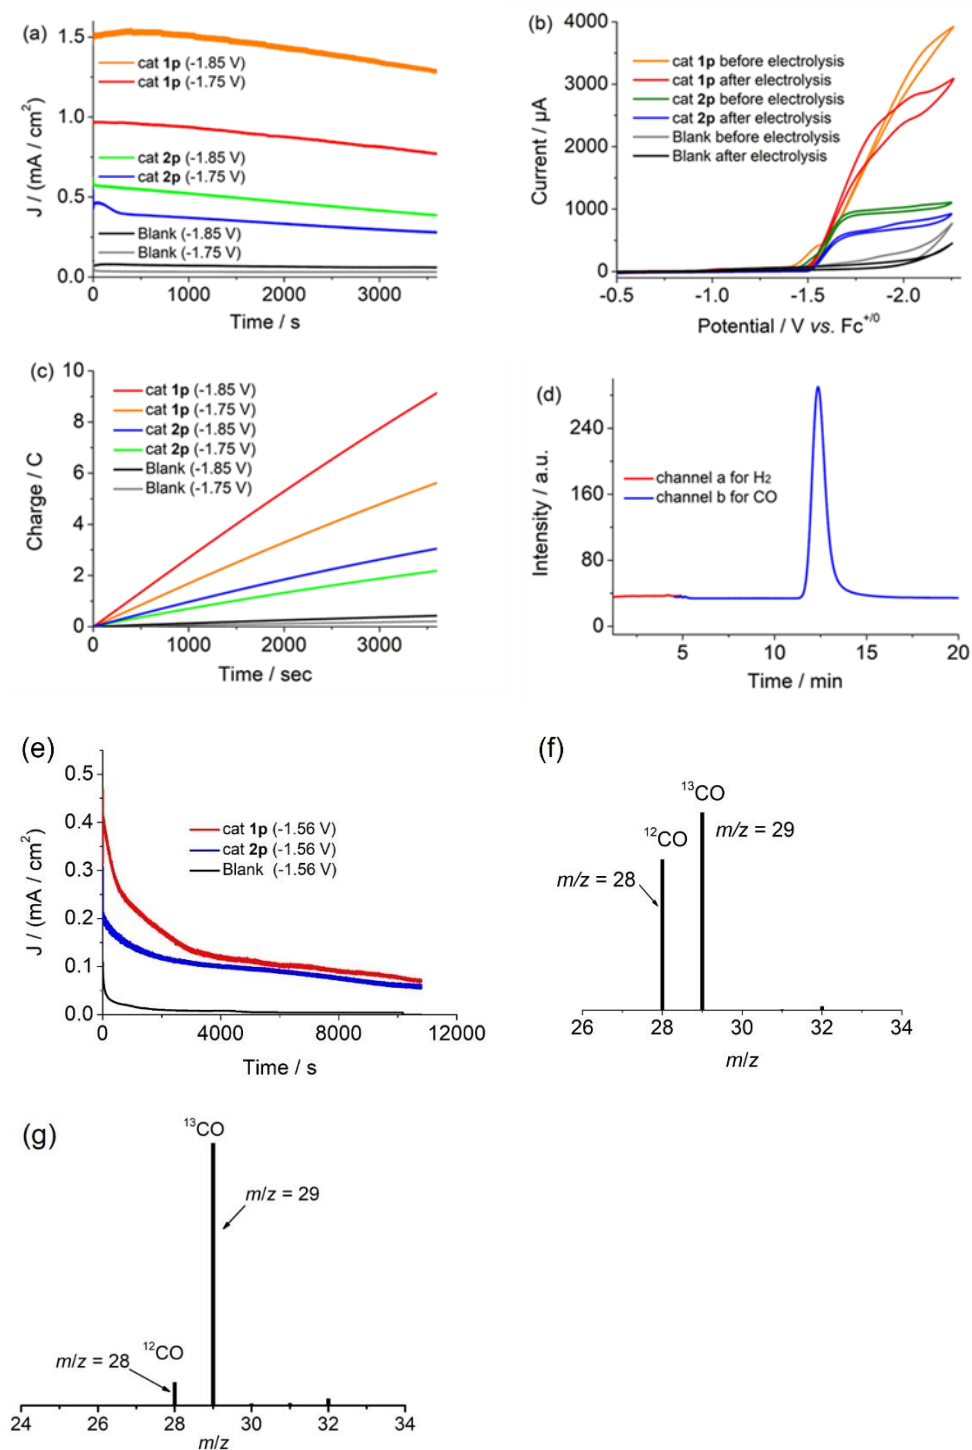 (a)
1.5
1.0
0.5
0.0
J / (mA / cm²)
cat 1p (-1.85 V)
cat 1p (-1.75 V)
cat 2p (-1.85 V)
cat 2p (-1.75 V)
Blank (-1.85 V)
Blank (-1.75 V)
0 1000 2000 3000
Time / s
(b)
4000
3000
2000
1000
0
Current / µA
cat 1p before electrolysis
cat 1p after electrolysis
cat 2p before electrolysis
cat 2p after electrolysis
Blank before electrolysis
Blank after electrolysis
-0.5 -1.0 -1.5 -2.0
Potential / V vs. Fc⁺/⁰
(c)
10
8
6
4
2
0
Charge / C
cat 1p (-1.85 V)
cat 1p (-1.75 V)
cat 2p (-1.85 V)
cat 2p (-1.75 V)
Blank (-1.85 V)
Blank (-1.75 V)
0 1000 2000 3000
Time / sec
(d)
240
160
80
0
Intensity / a.u.
channel a for H₂
channel b for CO
5 10 15 20
Time / min
(e)
0.5
0.4
0.3
0.2
0.1
0.0
J / (mA / cm²)
cat 1p (-1.56 V)
cat 2p (-1.56 V)
Blank (-1.56 V)
0 4000 8000 12000
Time / s
(f)
¹³CO
¹²CO
m/z = 29
m/z = 28
26 28 30 32 34
m/z
(g)
¹³CO
m/z = 29
¹²CO
m/z = 28
24 26 28 30 32 34
m/z